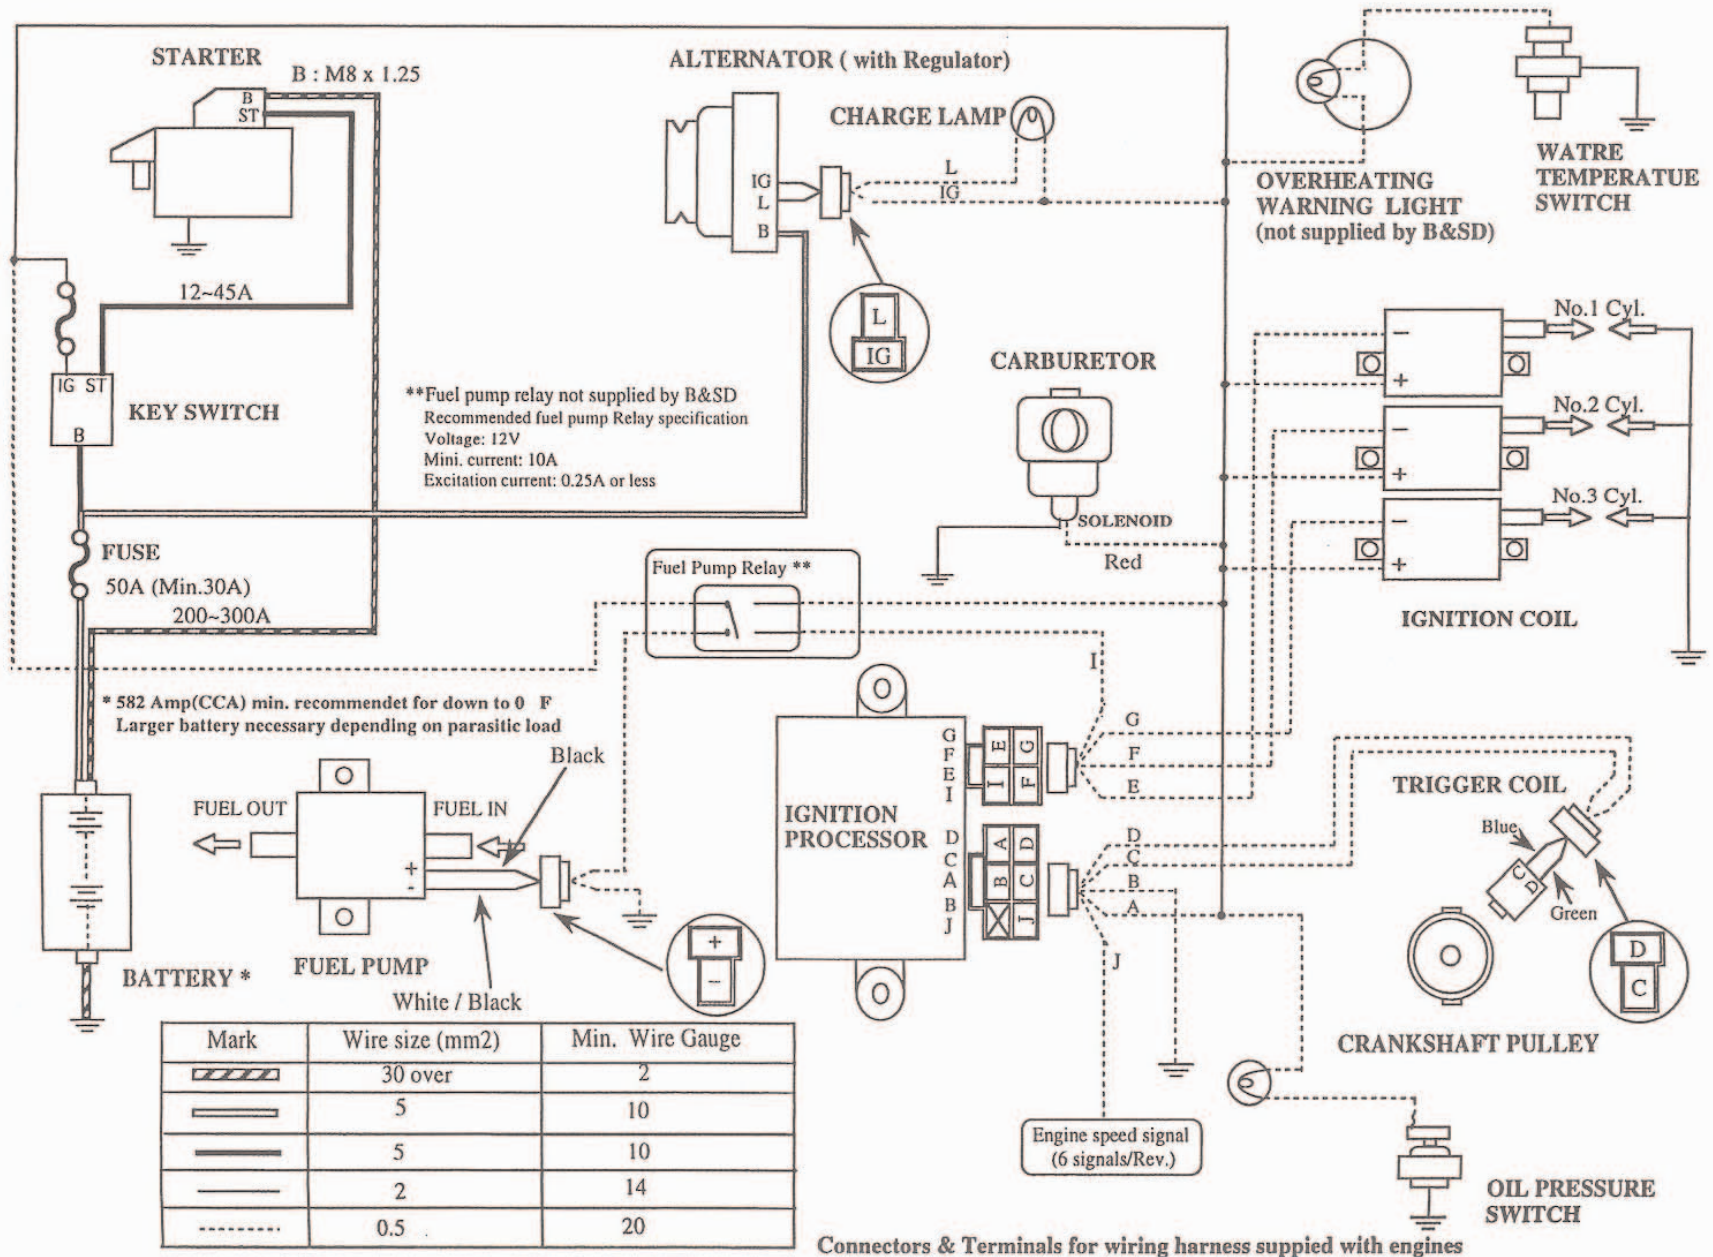 STARTER
B : M8 x 1.25
B
ST
12~45A
IG ST
B
KEY SWITCH
FUSE
50A (Min.30A)
200~300A
ALTERNATOR ( with Regulator)
IG
L
B
CHARGE LAMP
L
IG
L
IG
OVERHEATING
WARNING LIGHT
(not supplied by B&SD)
WATRE
TEMPERATUE
SWITCH
**Fuel pump relay not supplied by B&SD
Recommended fuel pump Relay specification
Voltage: 12V
Mini. current: 10A
Excitation current: 0.25A or less
CARBURETOR
SOLENOID
Red
No.1 Cyl.
−
+
No.2 Cyl.
−
+
No.3 Cyl.
−
+
IGNITION COIL
Fuel Pump Relay **
* 582 Amp(CCA) min. recommendet for down to 0 F
Larger battery necessary depending on parasitic load
BATTERY *
FUEL OUT
FUEL IN
Black
+
-
FUEL PUMP
White / Black
+
−
IGNITION
PROCESSOR
G
F
E
I
D
C
A
B
J
E G
I F
A D
B C
J
I
G
F
E
D
C
B
A
J
TRIGGER COIL
Blue
C
D
Green
D
C
CRANKSHAFT PULLEY
Engine speed signal
(6 signals/Rev.)
OIL PRESSURE
SWITCH
Mark Wire size (mm2) Min. Wire Gauge
30 over 2
5 10
5 10
2 14
0.5 20
Connectors & Terminals for wiring harness suppied with engines